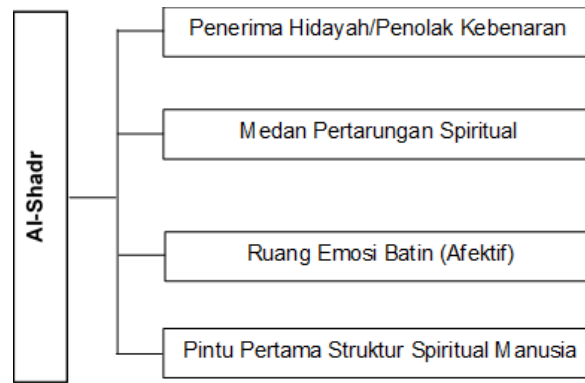 Al-Shadr
Penerima Hidayah/Penolak Kebenaran
Medan Pertarungan Spiritual
Ruang Emosi Batin (Afektif)
Pintu Pertama Struktur Spiritual Manusia